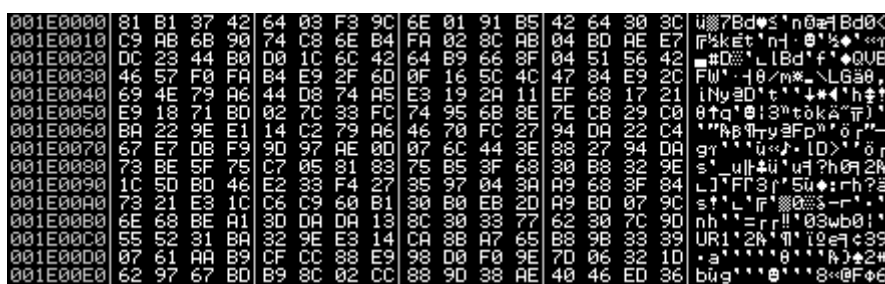 001E0000 81 B1 37 42 64 03 F3 9C 6E 01 91 B5 42 64 30 3C
001E0010 C9 AB 6B 90 74 C8 6E B4 FA 02 8C AB 04 BD AE E7
001E0020 DC 23 44 B0 D0 1C 6C 42 64 B9 66 8F 04 51 56 42
001E0030 46 57 F0 FA B4 E9 2F 6D 0F 16 5C 4C 47 84 E9 2C
001E0040 69 4E 79 A6 44 D8 74 A5 E3 19 2A 11 EF 68 17 21
001E0050 E9 18 71 BD 02 7C 33 FC 74 95 6B 8E 7E CB 29 C0
001E0060 BA 22 9E E1 14 C2 79 A6 46 70 FC 27 94 DA 22 C4
001E0070 67 E7 DB F9 9D 97 AE 0D 07 6C 44 3E 88 27 94 DA
001E0080 73 BE 5F 75 C7 05 81 83 75 B5 3F 68 30 B8 32 9E
001E0090 1C 5D BD 46 E2 33 F4 27 35 97 04 3A A9 68 3F 84
001E00A0 73 21 E3 1C C6 C9 60 B1 30 B0 EB 2D A9 BD 07 9C
001E00B0 6E 68 BE A1 3D DA DA 13 8C 30 33 77 62 30 7C 9D
001E00C0 55 52 31 BA 32 9E E3 14 CA 8B A7 65 B8 9B 33 39
001E00D0 07 61 AA B9 CF CC 88 E9 98 D0 F0 9E 7D 06 32 1D
001E00E0 62 97 67 BD B9 8C 02 CC 88 9D 38 AE 40 46 ED 36